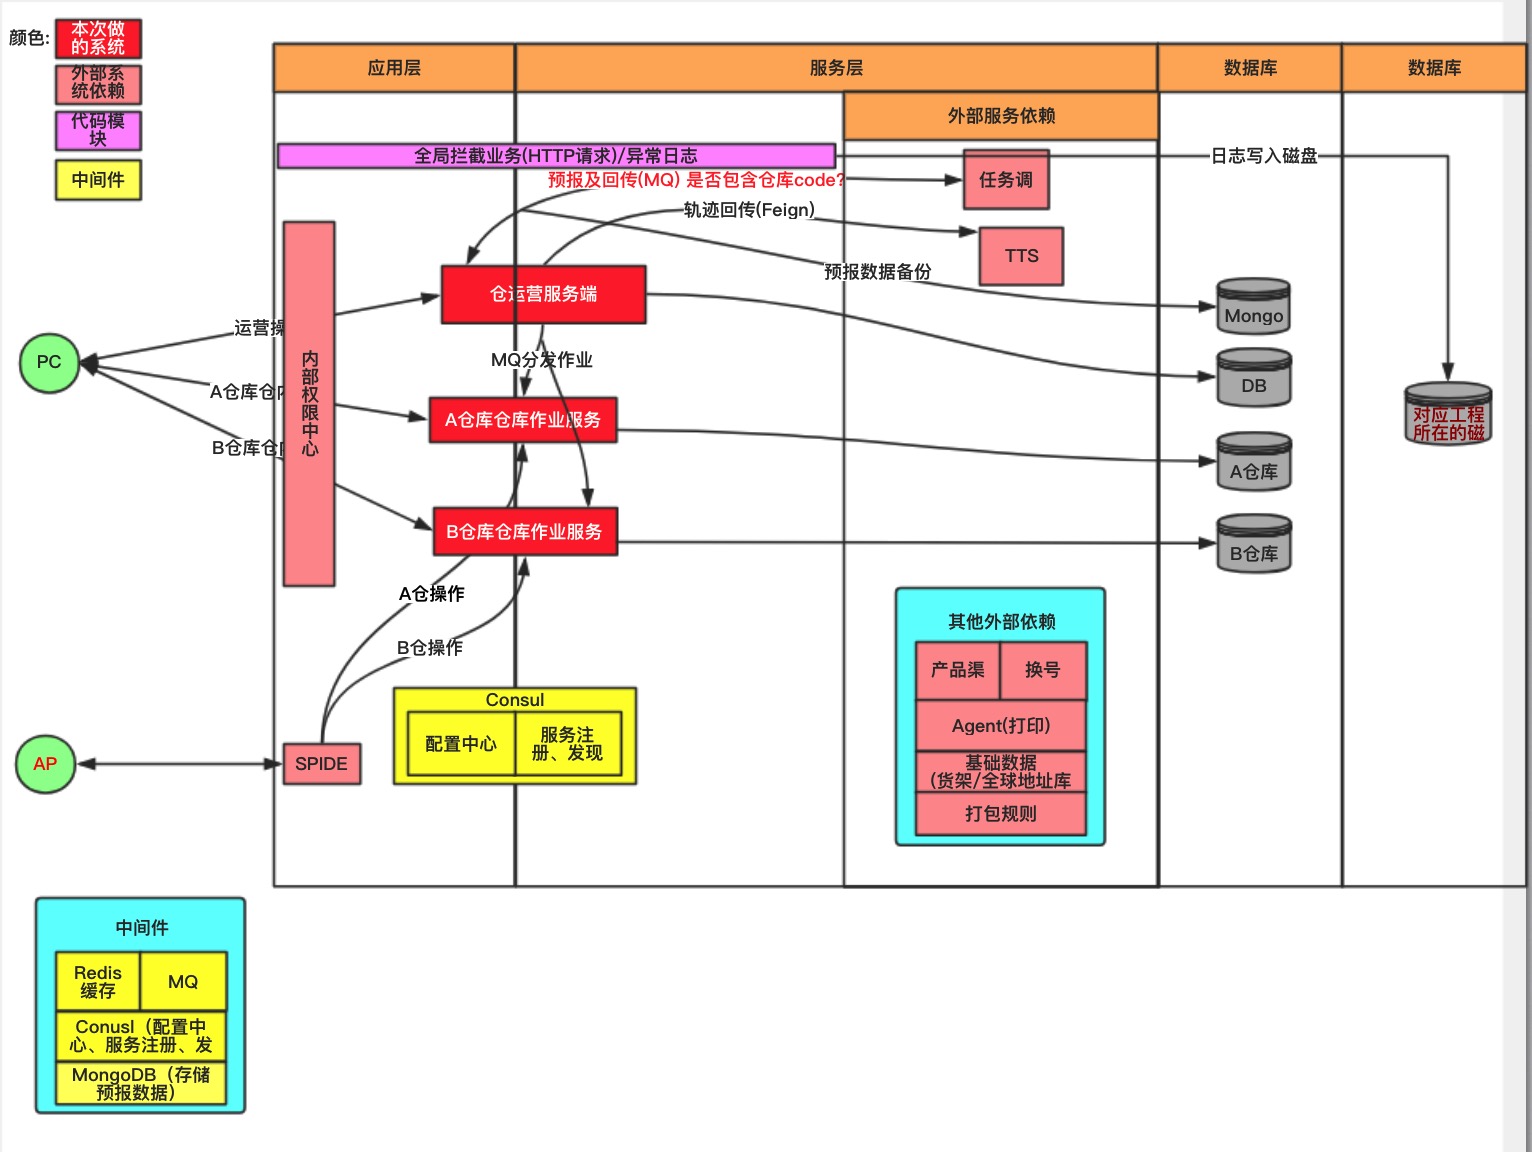 颜色:
本次做
的系统
外部系
统依赖
代码模
块
中间件
应用层
服务层
数据库
数据库
外部服务依赖
全局拦截业务(HTTP请求)/异常日志
日志写入磁盘
预报及回传(MQ) 是否包含仓库code?
任务调
轨迹回传(Feign)
TTS
预报数据备份
仓运营服务端
Mongo
运营操
PC
内部权限中心
MQ分发作业
DB
A仓库仓内
A仓库仓库作业服务
对应工程
所在的磁
B仓库仓内
A仓库
B仓库仓库作业服务
B仓库
A仓操作
B仓操作
其他外部依赖
产品渠
换号
Agent(打印)
基础数据
(货架/全球地址库
打包规则
Consul
配置中心
服务注
册、发现
AP
SPIDE
中间件
Redis
缓存
MQ
Conusl（配置中
心、服务注册、发
MongoDB（存储
预报数据）